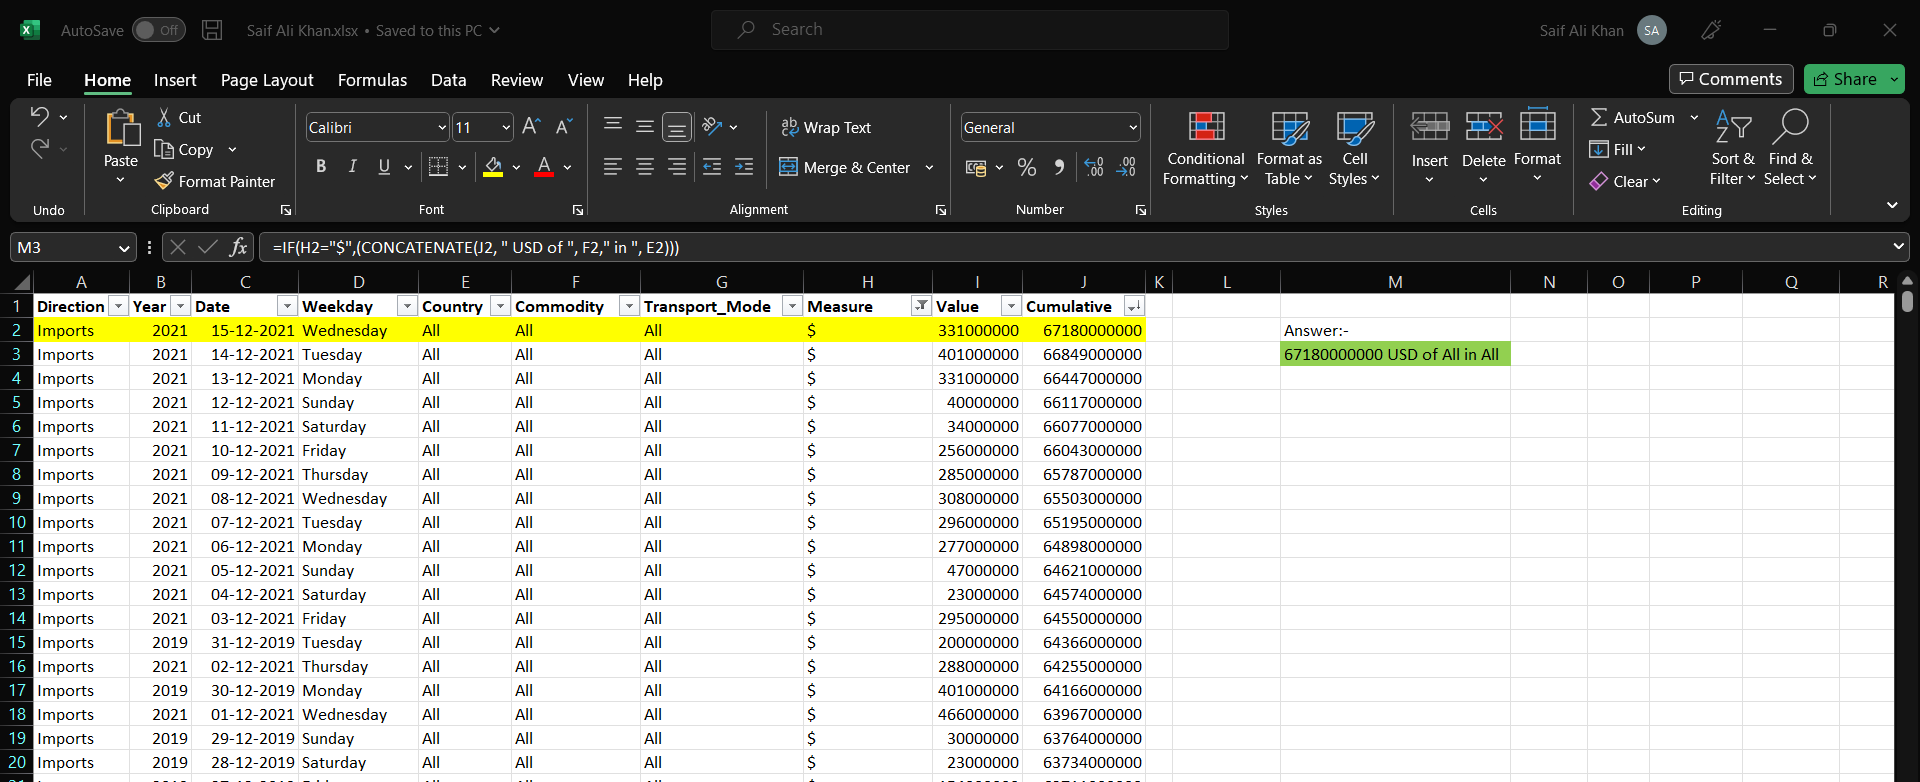 AutoSave Off Saif Ali Khan.xlsx • Saved to this PC Search Saif Ali Khan SA
File Home Insert Page Layout Formulas Data Review View Help Comments Share
Cut Calibri 11 Wrap Text General AutoSum
Copy Paste Conditional Format as Cell Insert Delete Format Fill Sort & Find &
Format Painter B I U A Merge & Center % Formatting Table Styles Clear Filter Select
Undo Clipboard Font Alignment Number Styles Cells Editing
M3 fx =IF(H2="$",(CONCATENATE(J2, " USD of ", F2," in ", E2)))
A B C D E F G H I J K L M N O P Q R
1 Direction Year Date Weekday Country Commodity Transport_Mode Measure Value Cumulative
2 Imports 2021 15-12-2021 Wednesday All All All $ 331000000 67180000000 Answer:-
3 Imports 2021 14-12-2021 Tuesday All All All $ 401000000 66849000000 67180000000 USD of All in All
4 Imports 2021 13-12-2021 Monday All All All $ 331000000 66447000000
5 Imports 2021 12-12-2021 Sunday All All All $ 40000000 66117000000
6 Imports 2021 11-12-2021 Saturday All All All $ 34000000 66077000000
7 Imports 2021 10-12-2021 Friday All All All $ 256000000 66043000000
8 Imports 2021 09-12-2021 Thursday All All All $ 285000000 65787000000
9 Imports 2021 08-12-2021 Wednesday All All All $ 308000000 65503000000
10 Imports 2021 07-12-2021 Tuesday All All All $ 296000000 65195000000
11 Imports 2021 06-12-2021 Monday All All All $ 277000000 64898000000
12 Imports 2021 05-12-2021 Sunday All All All $ 47000000 64621000000
13 Imports 2021 04-12-2021 Saturday All All All $ 23000000 64574000000
14 Imports 2021 03-12-2021 Friday All All All $ 295000000 64550000000
15 Imports 2019 31-12-2019 Tuesday All All All $ 200000000 64366000000
16 Imports 2021 02-12-2021 Thursday All All All $ 288000000 64255000000
17 Imports 2019 30-12-2019 Monday All All All $ 401000000 64166000000
18 Imports 2021 01-12-2021 Wednesday All All All $ 466000000 63967000000
19 Imports 2019 29-12-2019 Sunday All All All $ 30000000 63764000000
20 Imports 2019 28-12-2019 Saturday All All All $ 23000000 63734000000